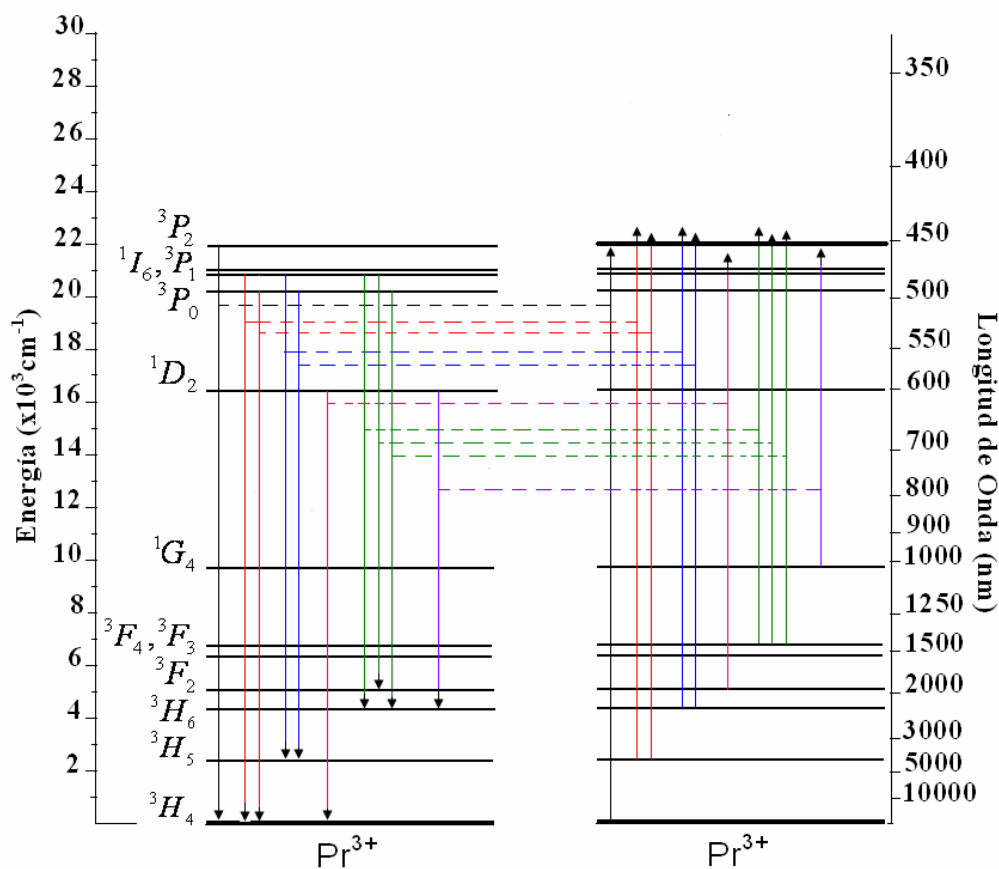 Energía (x10³cm⁻¹)
30
28
26
24
22
20
18
16
14
12
10
8
6
4
2
³P₂
¹I₆, ³P₁
³P₀
¹D₂
¹G₄
³F₄, ³F₃
³F₂
³H₆
³H₅
³H₄
Pr³⁺
Pr³⁺
350
400
450
500
550
600
700
800
900
1000
1250
1500
2000
3000
5000
10000
Longitud de Onda (nm)